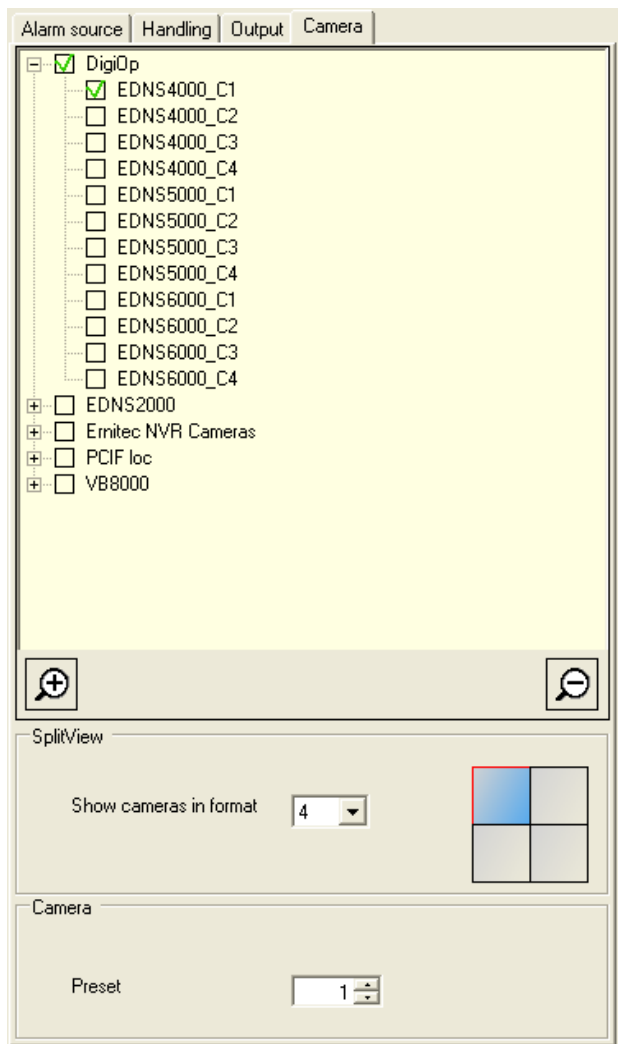 Alarm source Handling Output Camera
DigiOp
EDNS4000_C1
EDNS4000_C2
EDNS4000_C3
EDNS4000_C4
EDNS5000_C1
EDNS5000_C2
EDNS5000_C3
EDNS5000_C4
EDNS6000_C1
EDNS6000_C2
EDNS6000_C3
EDNS6000_C4
EDNS2000
Ernitec NVR Cameras
PCIF loc
VB8000
SplitView
Show cameras in format 4
Camera
Preset 1